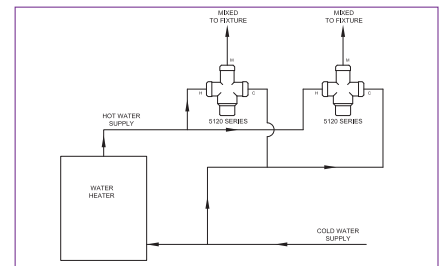 MIXED
TO FIXTURE
MIXED
TO FIXTURE
M
M
H
C
H
C
5120 SERIES
5120 SERIES
HOT WATER
SUPPLY
WATER
HEATER
COLD WATER
SUPPLY